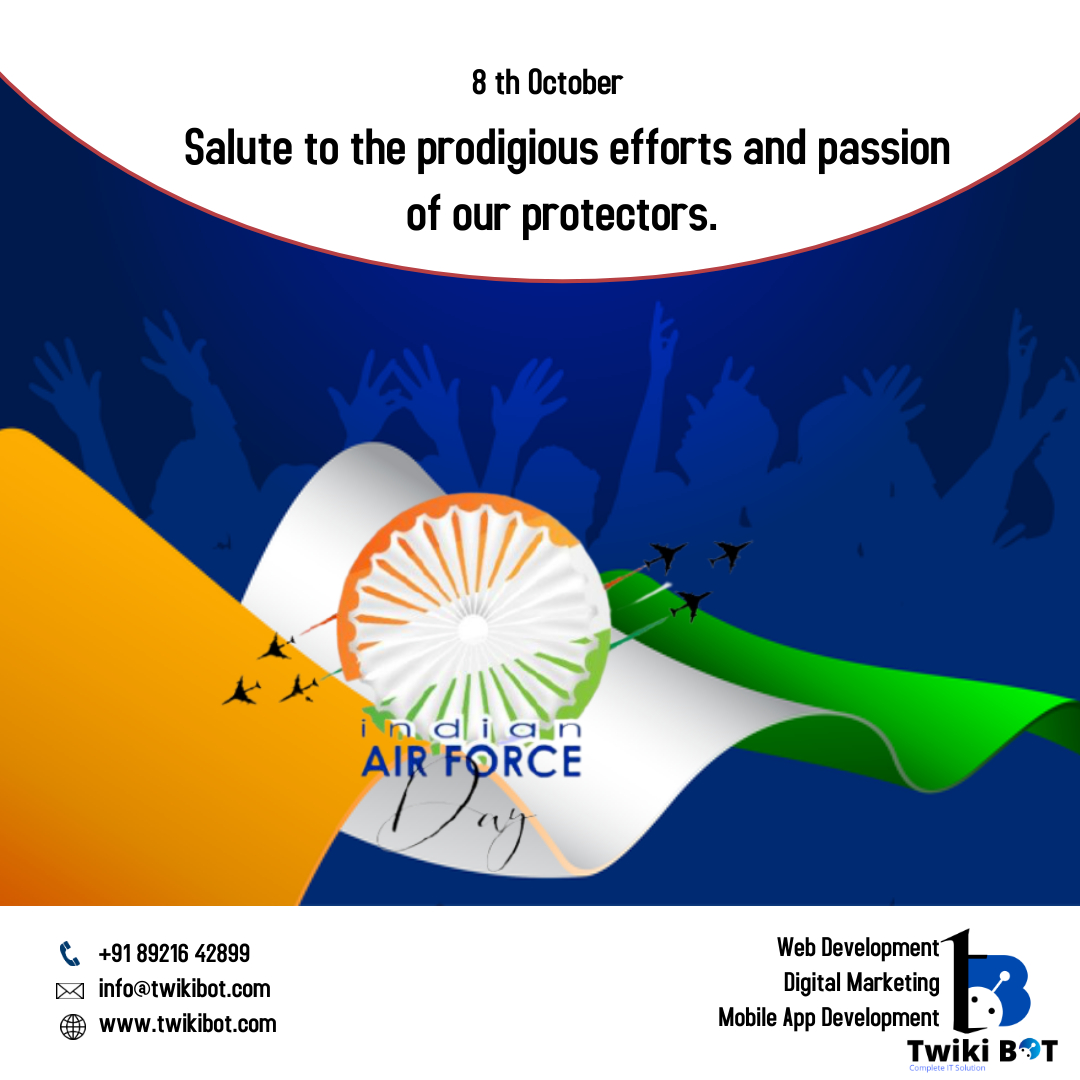 8 th October
Salute to the prodigious efforts and passion
of our protectors.
indian
AIR FORCE
Day
+91 89216 42899
info@twikibot.com
www.twikibot.com
Web Development
Digital Marketing
Mobile App Development
Twiki BOT
Complete IT Solution